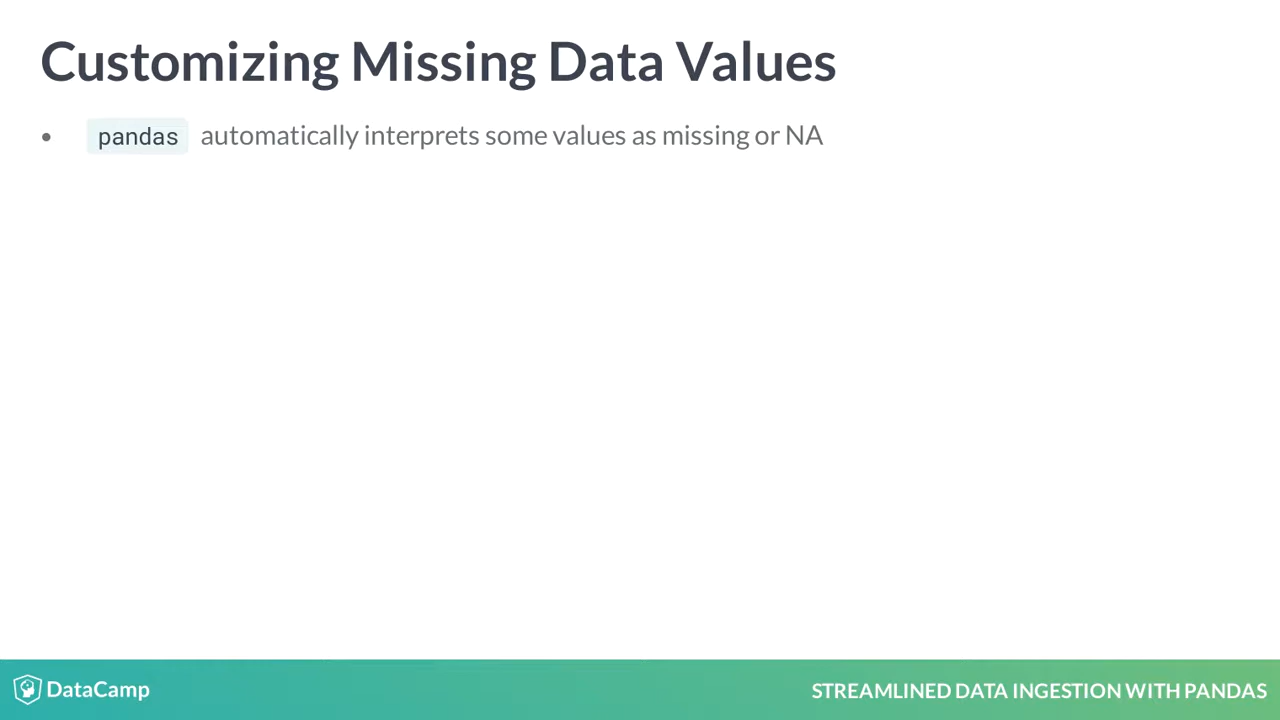 Customizing Missing Data Values
• pandas automatically interprets some values as missing or NA
DataCamp
STREAMLINED DATA INGESTION WITH PANDAS